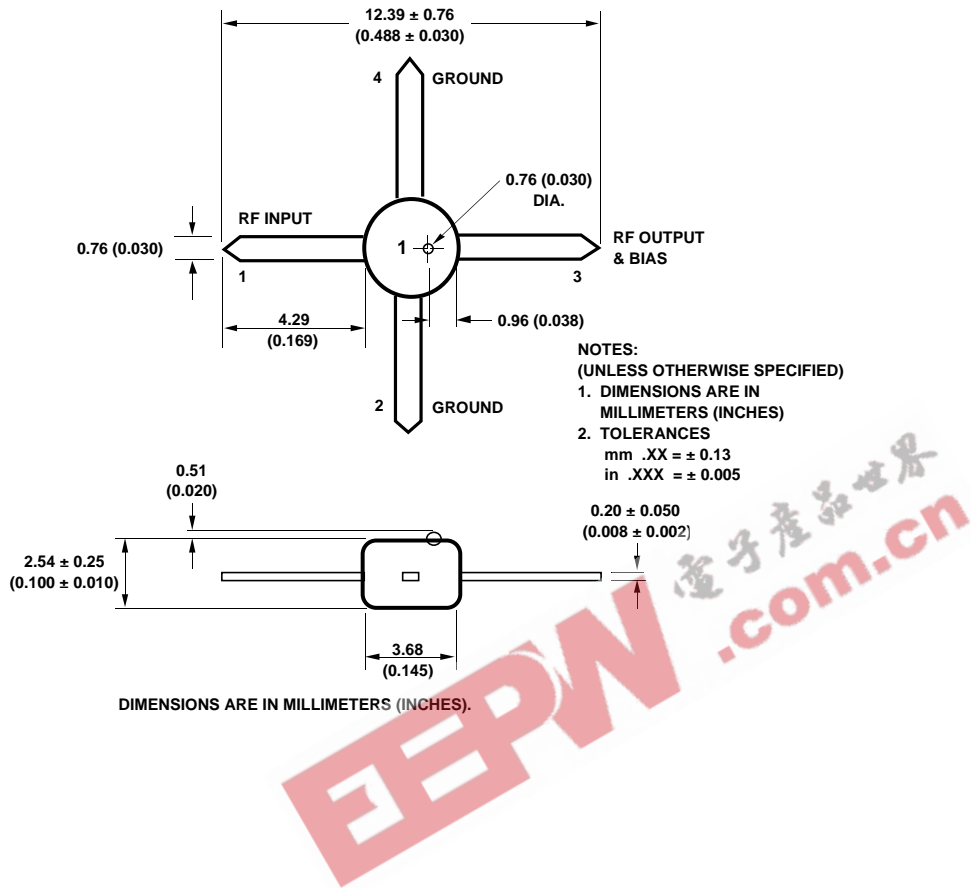 12.39 ± 0.76
(0.488 ± 0.030)
4
GROUND
0.76 (0.030)
DIA.
RF INPUT
0.76 (0.030)
1
1
RF OUTPUT
& BIAS
3
4.29
(0.169)
0.96 (0.038)
2
GROUND
NOTES:
(UNLESS OTHERWISE SPECIFIED)
1. DIMENSIONS ARE IN
MILLIMETERS (INCHES)
2. TOLERANCES
mm .XX = ± 0.13
in .XXX = ± 0.005
0.51
(0.020)
0.20 ± 0.050
(0.008 ± 0.002)
2.54 ± 0.25
(0.100 ± 0.010)
3.68
(0.145)
DIMENSIONS ARE IN MILLIMETERS (INCHES).
電子產品世界
EEPW
.com.cn